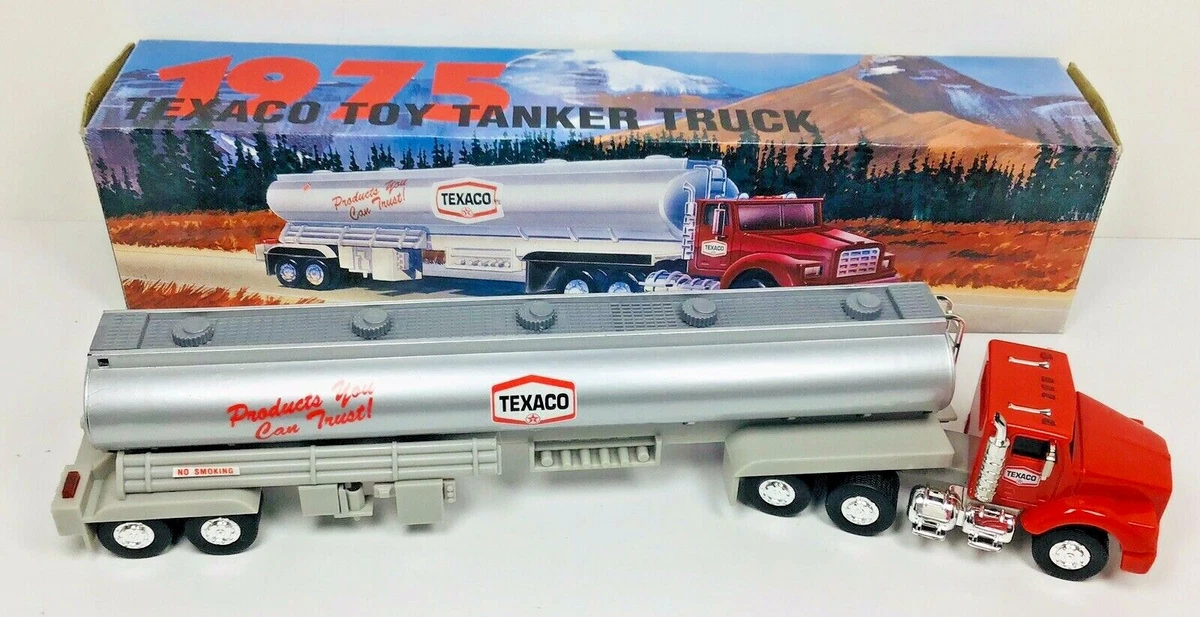 1975
TEXACO TOY TANKER TRUCK
Products You
Can Trust!
TEXACO
TEXACO
Products You
Can Trust!
TEXACO
NO SMOKING
TEXACO